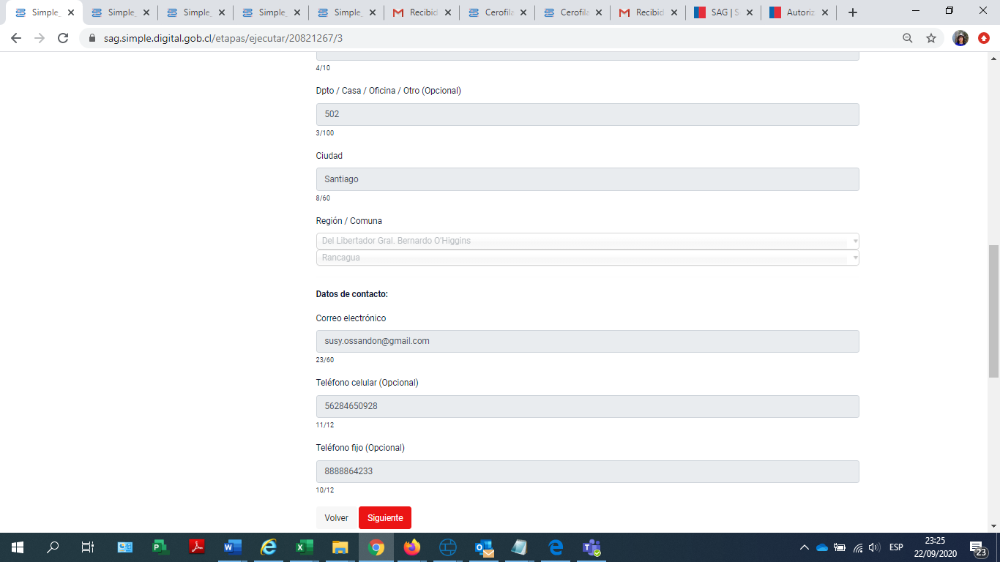 Simple_
Simple_
Simple_
Simple_
Simple_
Recibid
Cerofila
Cerofila
Recibid
SAG | S
Autoriz
sag.simple.digital.gob.cl/etapas/ejecutar/20821267/3
4/10
Dpto / Casa / Oficina / Otro (Opcional)
502
3/100
Ciudad
Santiago
8/60
Región / Comuna
Del Libertador Gral. Bernardo O'Higgins
Rancagua
Datos de contacto:
Correo electrónico
susy.ossandon@gmail.com
23/60
Teléfono celular (Opcional)
56284650928
11/12
Teléfono fijo (Opcional)
8888864233
10/12
Volver
Siguiente
ESP
23:25
22/09/2020
23